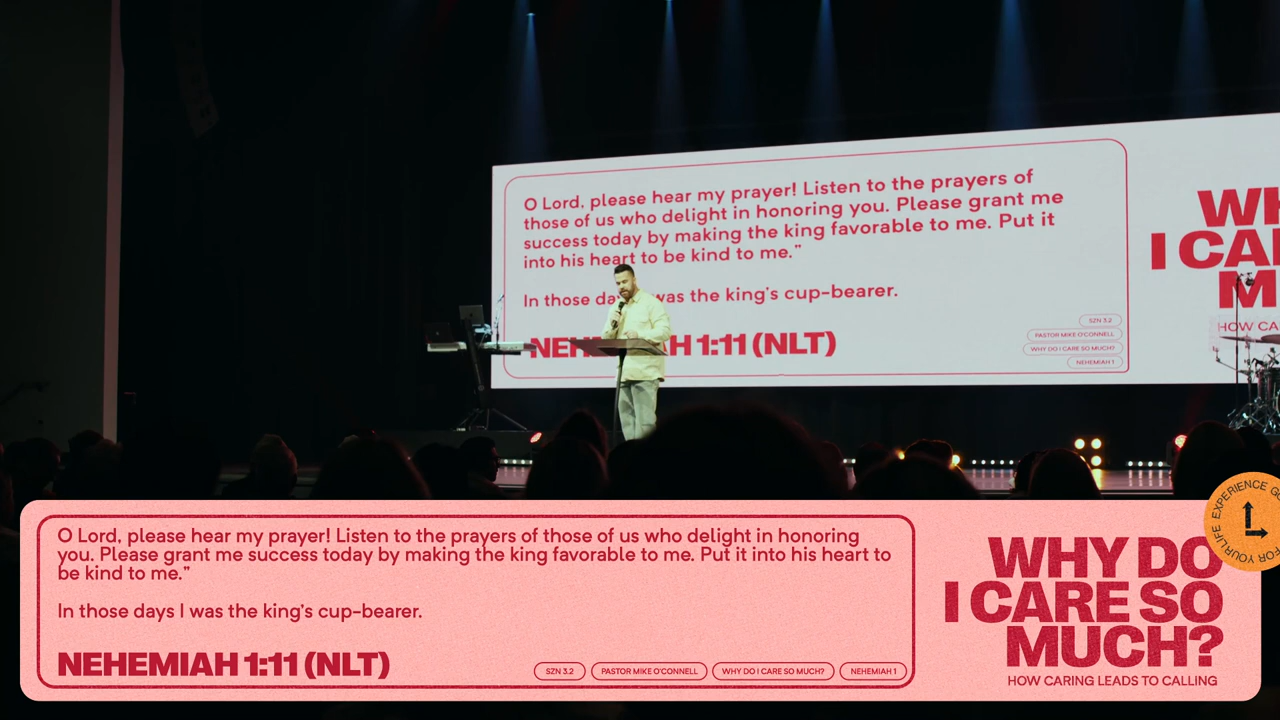 O Lord, please hear my prayer! Listen to the prayers of
those of us who delight in honoring you. Please grant me
success today by making the king favorable to me. Put it
into his heart to be kind to me.”
In those was the king's cup-bearer.
1:11 (NLT)
SZN 3.2
PASTOR MIKE O'CONNELL
WHY DO I CARE SO MUCH?
NEHEMIAH 1
I CA
HOW CA
O Lord, please hear my prayer! Listen to the prayers of those of us who delight in honoring
you. Please grant me success today by making the king favorable to me. Put it into his heart to
be kind to me.”
In those days I was the king's cup-bearer.
NEHEMIAH 1:11 (NLT)
SZN 3.2
PASTOR MIKE O'CONNELL
WHY DO I CARE SO MUCH?
NEHEMIAH 1
WHY DO
I CARE SO
MUCH?
HOW CARING LEADS TO CALLING
EXPERIENCE
FOR YOUR LIFE